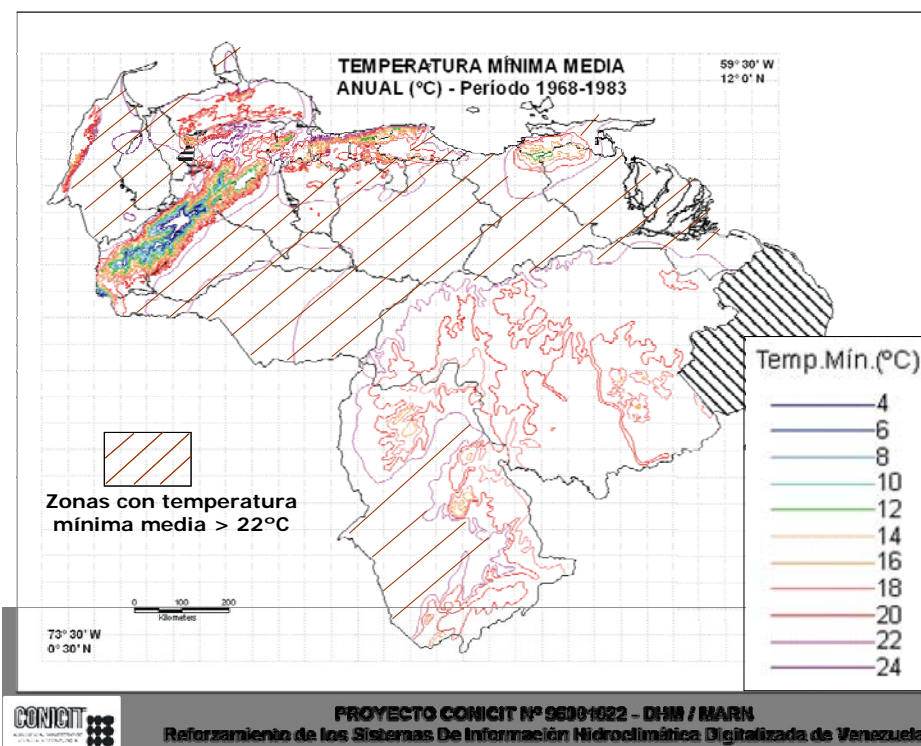 TEMPERATURA MÍNIMA MEDIA
ANUAL (ºC) - Período 1968-1983
59° 30' W
12° 0' N
Temp.Mín.(ºC)
4
6
8
10
12
14
16
18
20
22
24
Zonas con temperatura
mínima media > 22ºC
0 100 200
Kilometers
73° 30' W
0° 30' N
CONICIT
PROYECTO CONICIT Nº 96001022 - DHM / MARN
Reforzamiento de los Sistemas De Información Hidroclimática Digitalizada de Venezuel